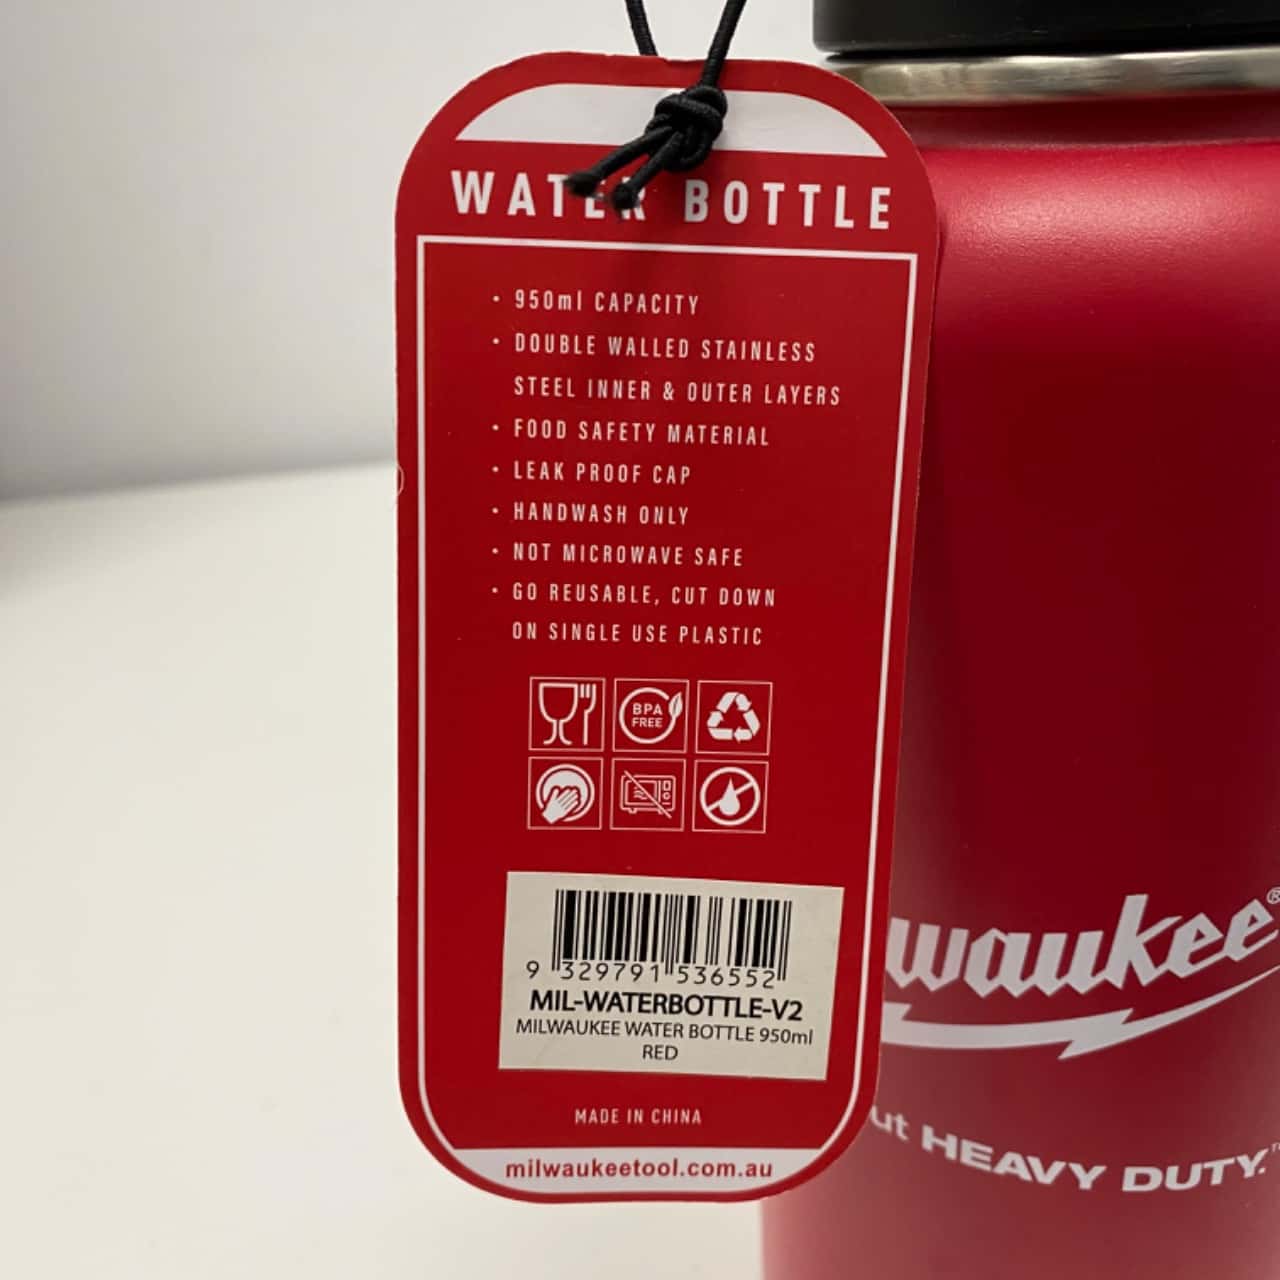 WATER BOTTLE
• 950ml CAPACITY
• DOUBLE WALLED STAINLESS
STEEL INNER & OUTER LAYERS
• FOOD SAFETY MATERIAL
• LEAK PROOF CAP
• HANDWASH ONLY
• NOT MICROWAVE SAFE
• GO REUSABLE, CUT DOWN
ON SINGLE USE PLASTIC
BPA
FREE
9 329791 536552
MIL-WATERBOTTLE-V2
MILWAUKEE WATER BOTTLE 950ml
RED
MADE IN CHINA
milwaukeetool.com.au
waukee®
ut HEAVY DUTY.™